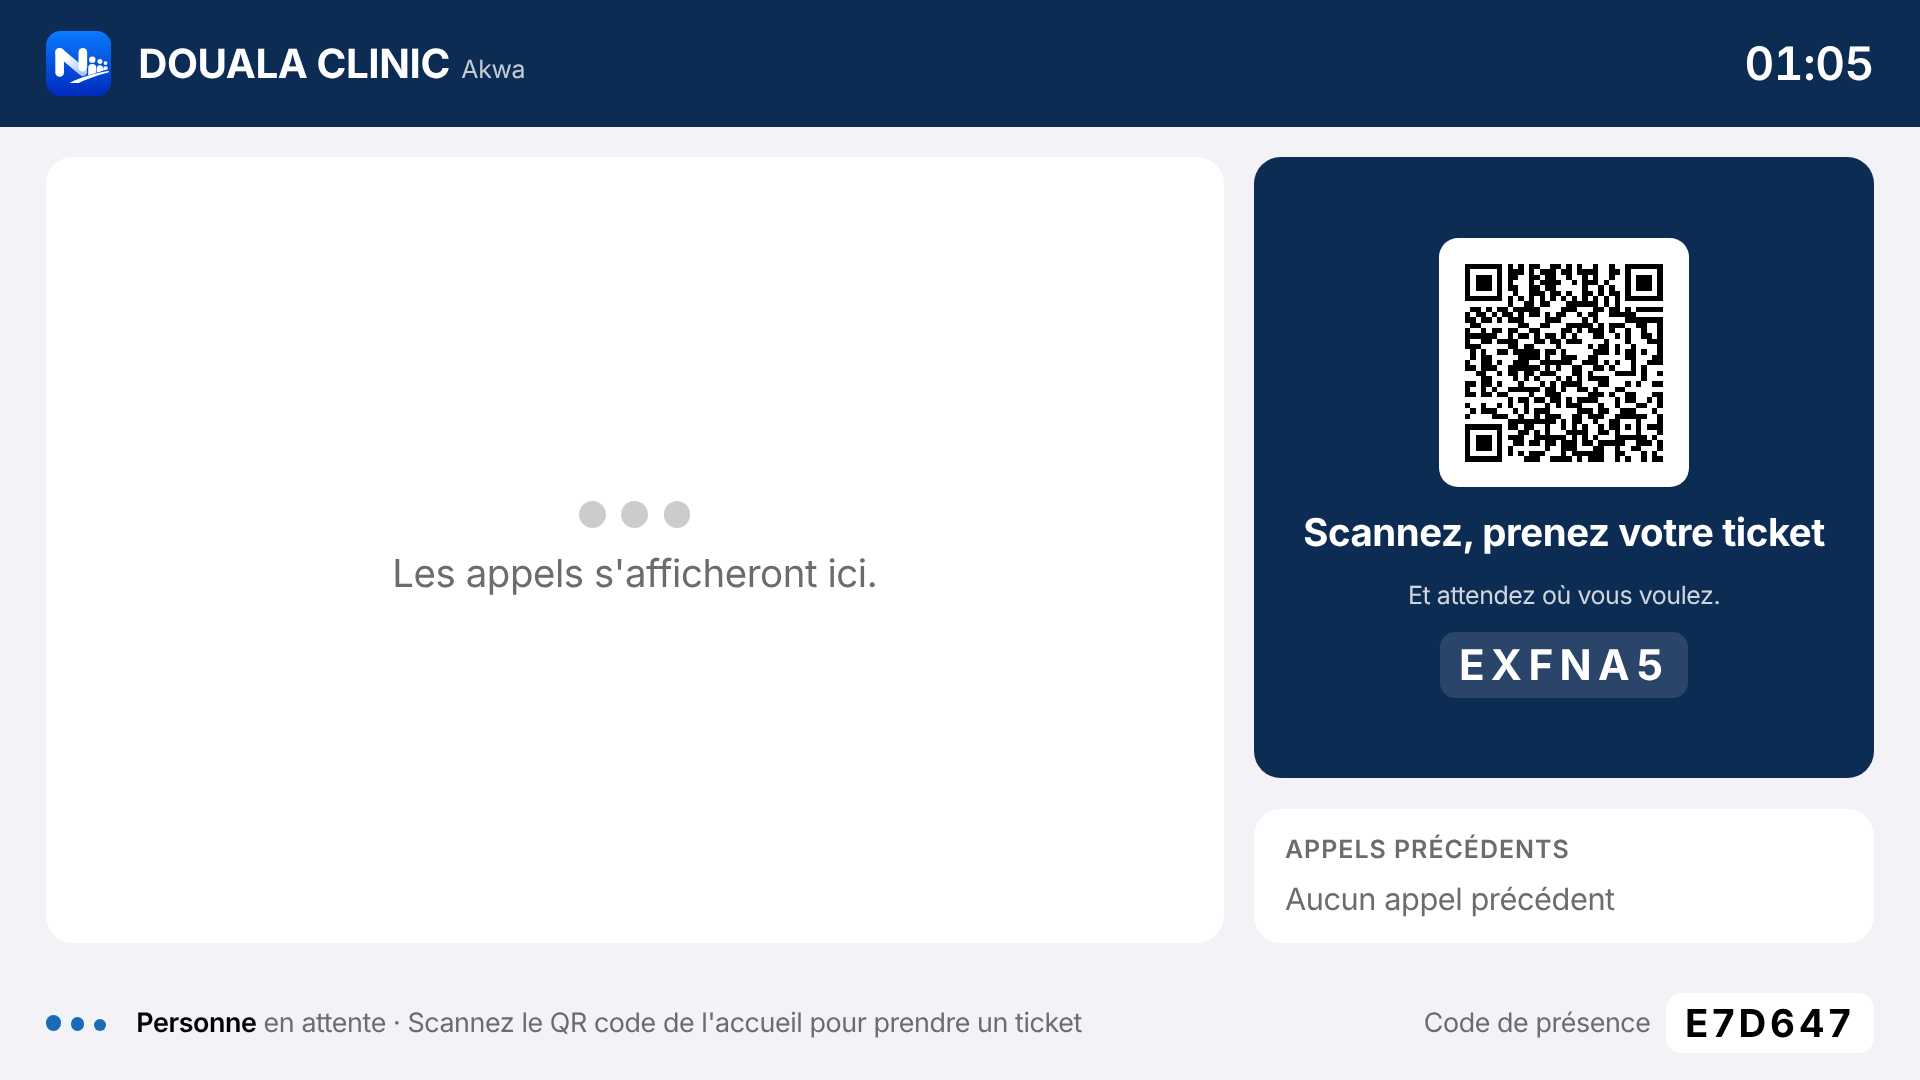 DOUALA CLINIC Akwa
01:05
Les appels s'afficheront ici.
Scannez, prenez votre ticket
Et attendez où vous voulez.
EXFNA5
APPELS PRÉCÉDENTS
Aucun appel précédent
Personne en attente · Scannez le QR code de l'accueil pour prendre un ticket
Code de présence E7D647